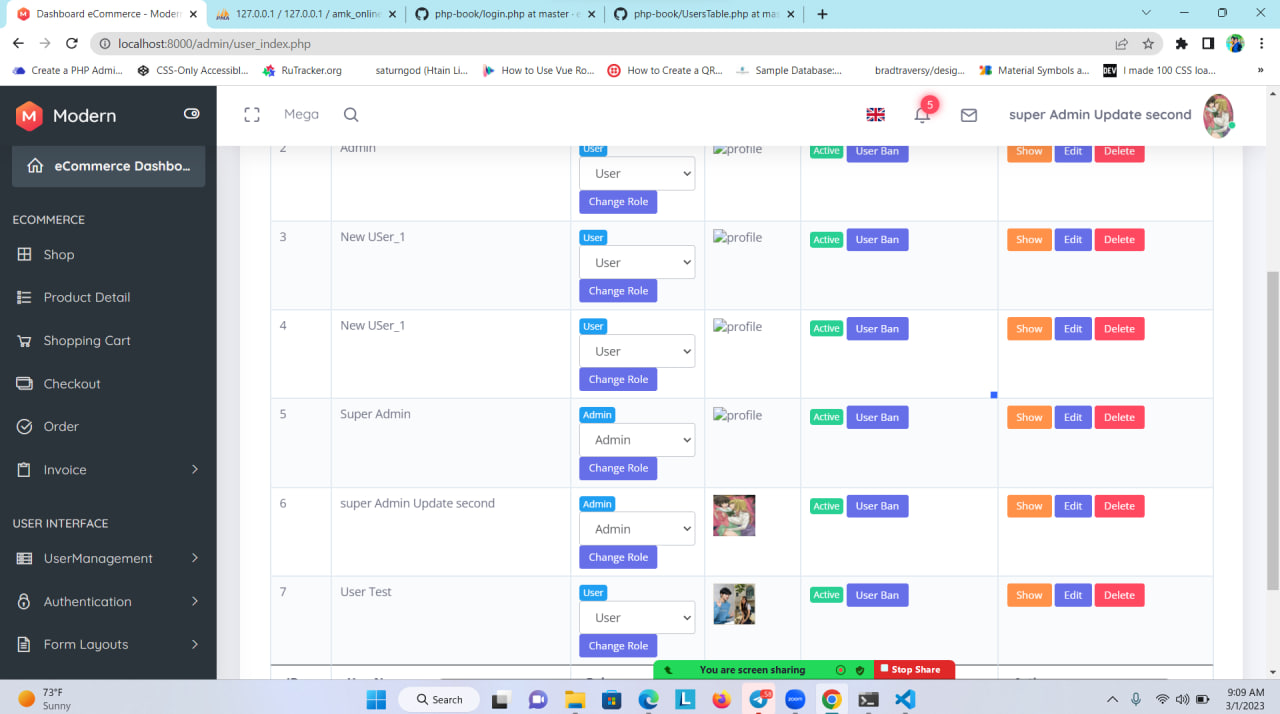 Dashboard eCommerce - Modern
127.0.0.1 / 127.0.0.1 / amk_online
php-book/login.php at master · e
php-book/UsersTable.php at mas
localhost:8000/admin/user_index.php
Create a PHP Admi...
CSS-Only Accessibl...
RuTracker.org
saturngod (Htain Li...
How to Use Vue Ro...
How to Create a QR...
Sample Database:...
bradtraversy/desig...
Material Symbols a...
DEV
I made 100 CSS loa...
»
M
Modern
Mega
5
super Admin Update second
eCommerce Dashbo...
ECOMMERCE
Shop
Product Detail
Shopping Cart
Checkout
Order
Invoice
USER INTERFACE
UserManagement
Authentication
Form Layouts
2
Admin
User
User
Change Role
profile
Active
User Ban
Show
Edit
Delete
3
New USer_1
User
User
Change Role
profile
Active
User Ban
Show
Edit
Delete
4
New USer_1
User
User
Change Role
profile
Active
User Ban
Show
Edit
Delete
5
Super Admin
Admin
Admin
Change Role
profile
Active
User Ban
Show
Edit
Delete
6
super Admin Update second
Admin
Admin
Change Role
Active
User Ban
Show
Edit
Delete
7
User Test
User
User
Change Role
Active
User Ban
Show
Edit
Delete
You are screen sharing
Stop Share
73°F
Sunny
Search
L
58
zoom
9:09 AM
3/1/2023